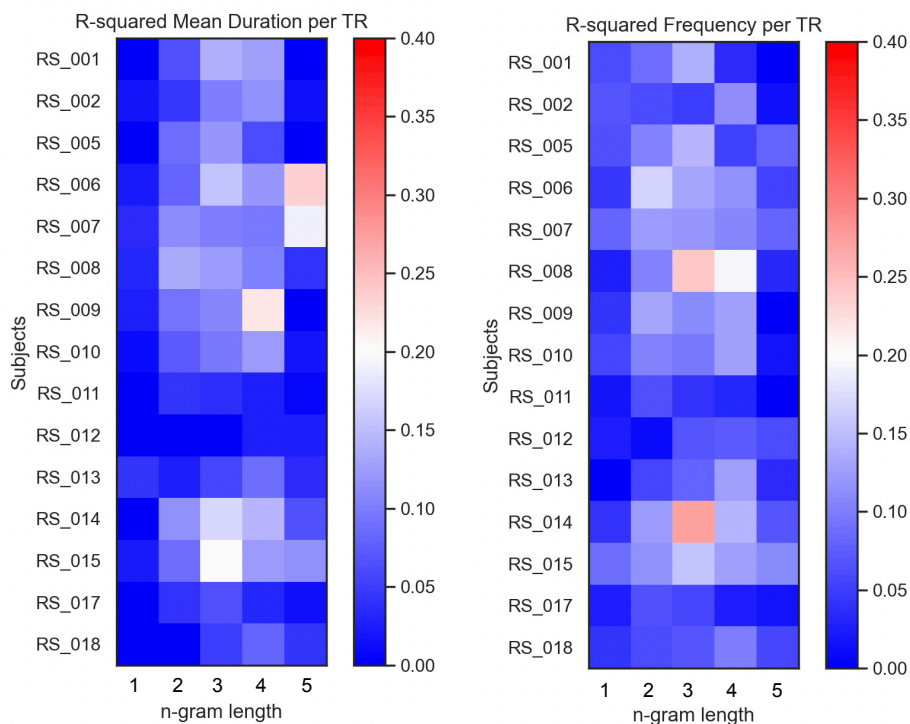 R-squared Mean Duration per TR
Subjects
RS_001
RS_002
RS_005
RS_006
RS_007
RS_008
RS_009
RS_010
RS_011
RS_012
RS_013
RS_014
RS_015
RS_017
RS_018
1 2 3 4 5
n-gram length
0.40
0.35
0.30
0.25
0.20
0.15
0.10
0.05
0.00
R-squared Frequency per TR
Subjects
RS_001
RS_002
RS_005
RS_006
RS_007
RS_008
RS_009
RS_010
RS_011
RS_012
RS_013
RS_014
RS_015
RS_017
RS_018
1 2 3 4 5
n-gram length
0.40
0.35
0.30
0.25
0.20
0.15
0.10
0.05
0.00